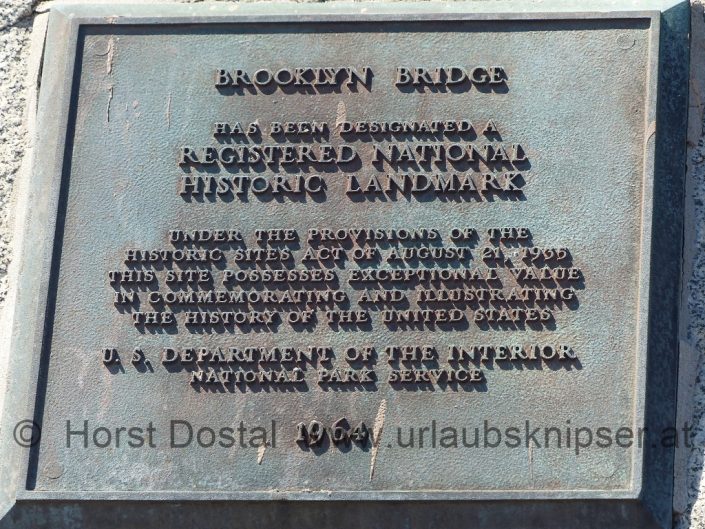 BROOKLYN BRIDGE
HAS BEEN DESIGNATED A
REGISTERED NATIONAL
HISTORIC LANDMARK
UNDER THE PROVISIONS OF THE
HISTORIC SITES ACT OF AUGUST 21, 1935
THIS SITE POSSESSES EXCEPTIONAL VALUE
IN COMMEMORATING AND ILLUSTRATING
THE HISTORY OF THE UNITED STATES
U. S. DEPARTMENT OF THE INTERIOR
NATIONAL PARK SERVICE
1964
© Horst Dostal www.urlaubsknipser.at